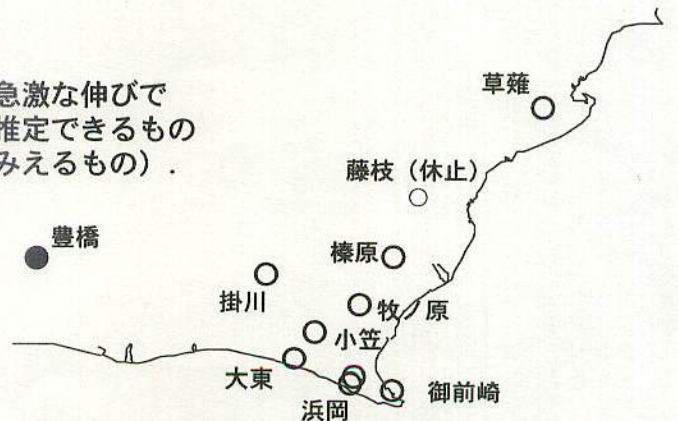 急激な伸びで
推定できるもの
みえるもの）．
草薙
藤枝（休止）
豊橋
榛原
掛川
牧ノ原
小笠
大東
御前崎
浜岡